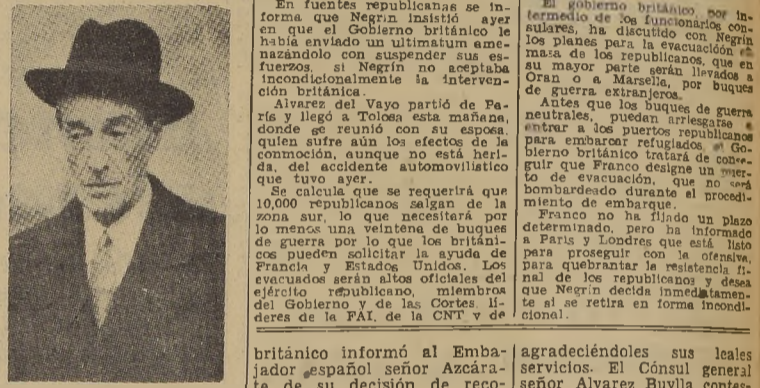 En fuentes republicanas se in-
forma que Negrín insistió ayer
en que el Gobierno británico le
había enviado un ultimatum ame-
nazándolo con suspender sus es-
fuerzos, si Negrín no aceptaba
incondicionalmente la interven-
ción británica.
Alvarez del Vayo partió de Pa-
rís y llegó a Tolosa esta mañana,
donde se reunió con su esposa,
quien sufre aún los efectos de la
conmoción, aunque no está heri-
da, del accidente automovilístico
que tuvo ayer.
Se calcula que se requerirá que
10,000 republicanos salgan de la
zona sur, lo que necesitará por
lo menos una veintena de buques
de guerra por lo que los británi-
cos pueden solicitar la ayuda de
Francia y Estados Unidos. Los
evacuados serán altos oficiales del
ejército republicano, miembros
del Gobierno y de las Cortes, lí-
deres de la FAI, de la CNT y de
El gobierno británico, por in-
termedio de los funcionarios con-
sulares, ha discutido con Negrín
los planes para la evacuación en
masa de los republicanos, que en
su mayor parte serán llevados a
Oran o a Marsella, por buques
de guerra extranjeros.
Antes que los buques de guerra
neutrales, puedan arriesgarse a
entrar a los puertos republicanos
para embarcar refugiados, el Go-
bierno británico tratará de conse-
guir que Franco designe un puer-
to de evacuación, que no será
bombardeado durante el procedi-
miento de embarque.
Franco no ha fijado un plazo
determinado, pero ha informado
a París y Londres que está listo
para proseguir con la ofensiva,
para quebrantar la resistencia fi-
nal de los republicanos y desea
que Negrín decida inmediatamen-
te si se retira en forma incondi-
cional.
británico informó al Emba-
jador español señor Azcára-
te de su decisión de reco-
agradeciéndoles sus leales
servicios. El Cónsul general
señor Alvarez Buylla contes-